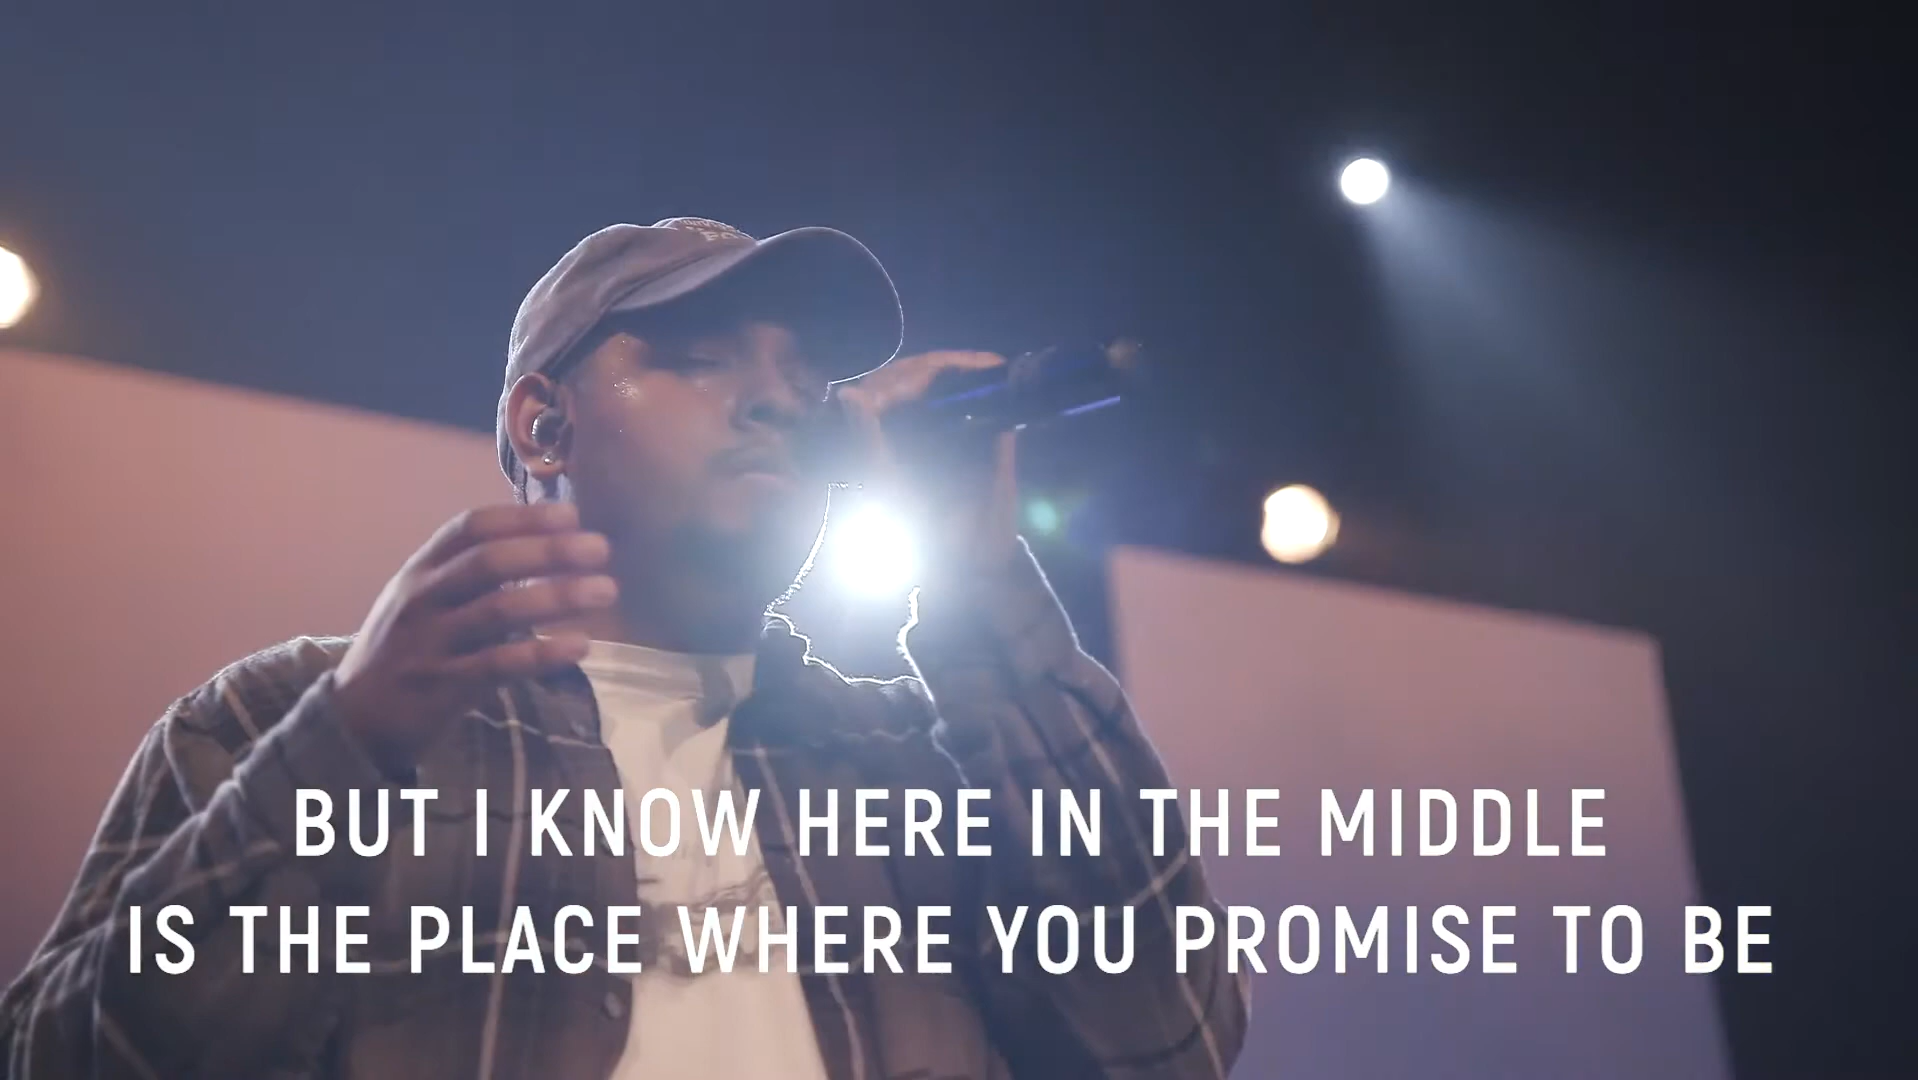 BUT I KNOW HERE IN THE MIDDLE
IS THE PLACE WHERE YOU PROMISE TO BE